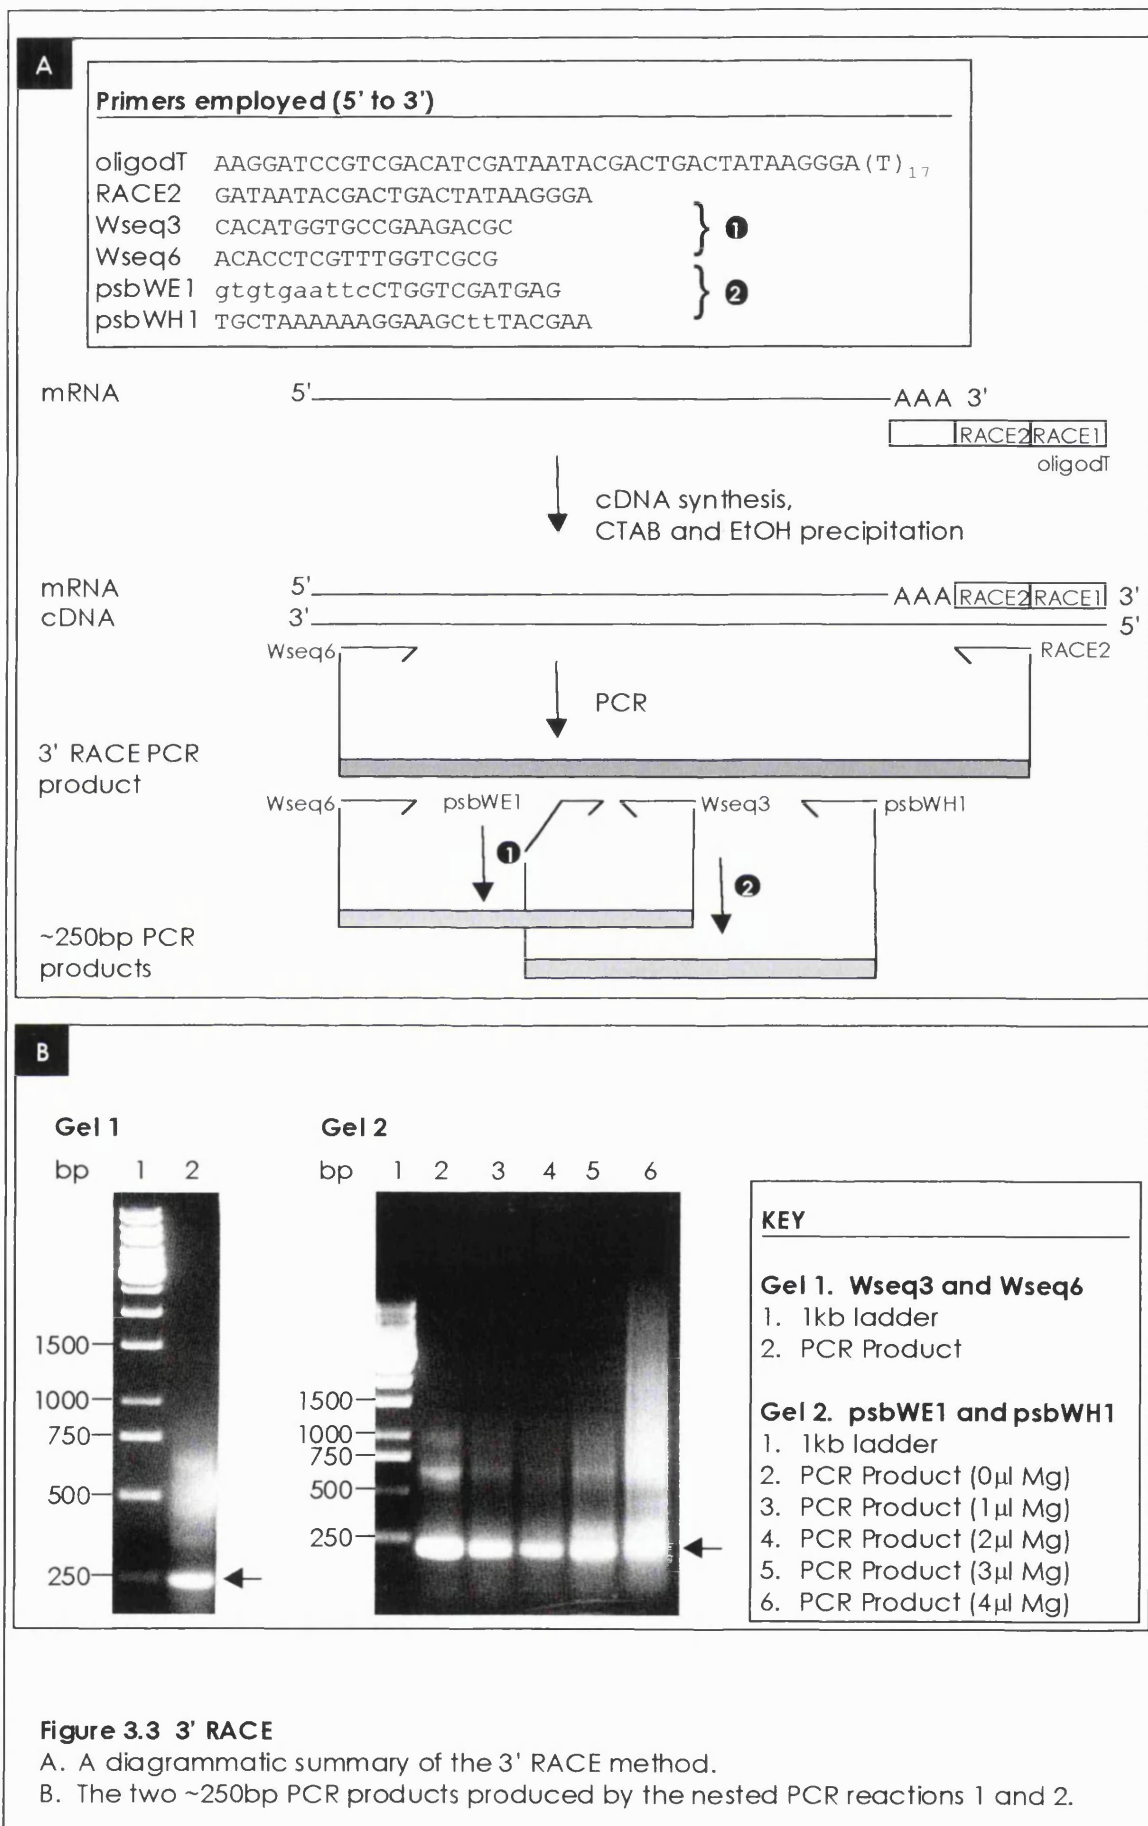 A
Primers employed (5' to 3')
oligodT AAGGATCCGTCGACATCGATAATACGACTGACTATAAGGGA(T)17
RACE2 GATAATACGACTGACTATAAGGGA
Wseq3 CACATGGTGCCGAAGACGC
Wseq6 ACACCTCGTTTGGTCGCG
} 1
psbWE1 gtgtgaattcCTGGTCGATGAG
psbWH1 TGCTAAAAAAGGAAGCttTACGAA
} 2
mRNA 5' AAA 3'
RACE2 RACE1
oligodT
cDNA synthesis,
CTAB and EtOH precipitation
mRNA 5' AAA RACE2 RACE1 3'
cDNA 3' 5'
Wseq6 RACE2
PCR
3' RACE PCR
product
Wseq6 psbWE1 Wseq3 psbWH1
1
2
~250bp PCR
products
B
Gel 1
bp 1 2
1500
1000
750
500
250
Gel 2
bp 1 2 3 4 5 6
1500
1000
750
500
250
KEY
Gel 1. Wseq3 and Wseq6
1. 1kb ladder
2. PCR Product
Gel 2. psbWE1 and psbWH1
1. 1kb ladder
2. PCR Product (0µl Mg)
3. PCR Product (1µl Mg)
4. PCR Product (2µl Mg)
5. PCR Product (3µl Mg)
6. PCR Product (4µl Mg)
Figure 3.3 3' RACE
A. A diagrammatic summary of the 3' RACE method.
B. The two ~250bp PCR products produced by the nested PCR reactions 1 and 2.